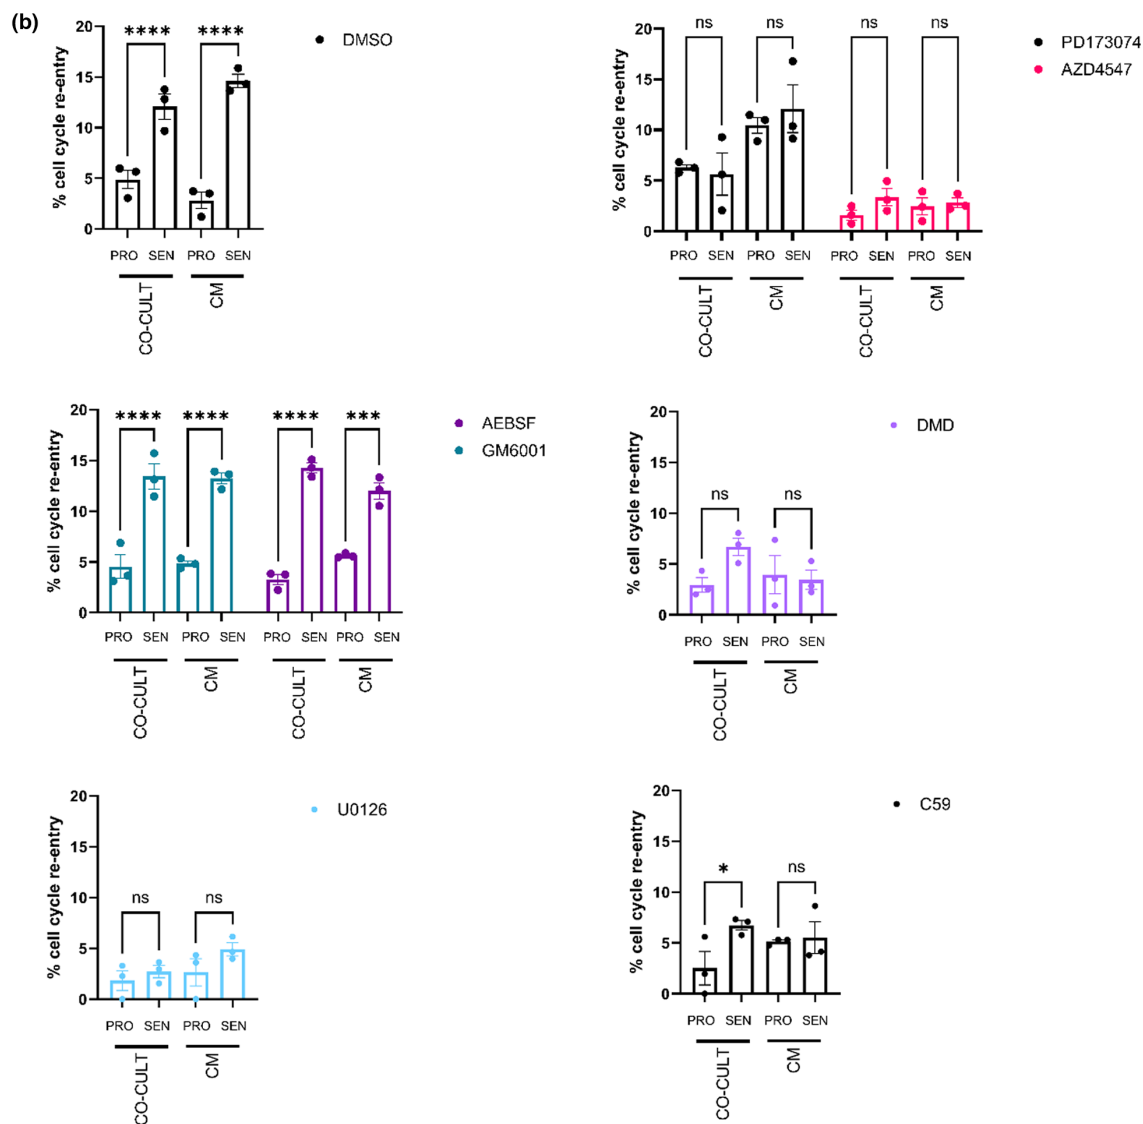 (b)
% cell cycle re-entry
20
15
10
5
0
**** ****
DMSO
PRO SEN PRO SEN
CO-CULT
CM
% cell cycle re-entry
20
15
10
5
0
ns ns ns ns
PD173074
AZD4547
PRO SEN PRO SEN PRO SEN PRO SEN
CO-CULT
CM
CO-CULT
CM
% cell cycle re-entry
20
15
10
5
0
**** **** **** ***
AEBSF
GM6001
PRO SEN PRO SEN PRO SEN PRO SEN
CO-CULT
CM
CO-CULT
CM
% cell cycle re-entry
20
15
10
5
0
ns ns
DMD
PRO SEN PRO SEN
CO-CULT
CM
% cell cycle re-entry
20
15
10
5
0
ns ns
U0126
PRO SEN PRO SEN
CO-CULT
CM
% cell cycle re-entry
20
15
10
5
0
* ns
C59
PRO SEN PRO SEN
CO-CULT
CM